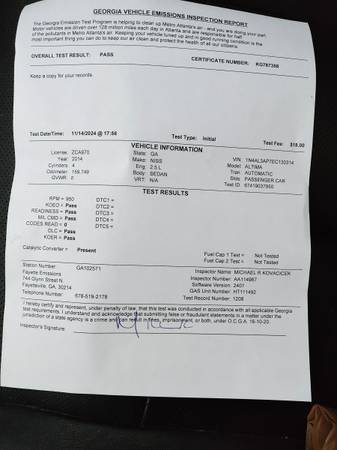 GEORGIA VEHICLE EMISSIONS INSPECTION REPORT
The Georgia Emission Test Program is helping to clean up Metro Atlanta's air - and you are doing your own.
Motor vehicles are driven over 128 million miles each day in Atlanta and are responsible for half
of the pollutants in Metro Atlanta's air. Keeping your vehicle tuned up and in good running condition is the
most important thing you can do to keep our air clean and protect the health of all our citizens.
OVERALL TEST RESULT: PASS CERTIFICATE NUMBER:
Keep a copy for your records.
Test Date/Time: 11/14/2024 @ 17:58 Test Type: Initial Test Fee: $15.00
VEHICLE INFORMATION
License: ZCA970 State: GA VIN:
Year: 2014 Make: NISS Model: ALTIMA
Cylinders: 4 Eng: 2.5 L Tran: AUTOMATIC
Odometer: 159,749 Body: SEDAN Stds: PASSENGER CAR
GVWR: 0 VRT: N/A Test ID: 67419037950
TEST RESULTS
RPM = 950 DTC1 =
KOEO = Pass DTC2 =
READINESS = Pass DTC3 =
MIL CMD = Pass DTC4 =
CODES READ = 0 DTC5 =
DLC = Pass
KOER = Pass
Catalytic Converter = Present
Fuel Cap 1 Test = Not Tested
Fuel Cap 2 Test = Not Tested
Station Number GA102571
Fayette Emissions
744 Glynn Street N
Fayetteville, GA, 30214
Telephone Number 678-519-2178
Inspector Name: MICHAEL R KOVACICEK
Inspector Number: AA114967
Software Version: 2401
GAS Unit Number: HT111492
Test Record Number: 1208
I hereby certify and represent, under penalty of law, that this test was conducted in accordance with all applicable Georgia
test requirements. I understand and acknowledge that submitting false or fraudulent statements in a matter under the
jurisdiction of a state agency is a crime and can result in fines, imprisonment, or both, under O.C.G.A. 16-10-20.
Inspector's Signature: